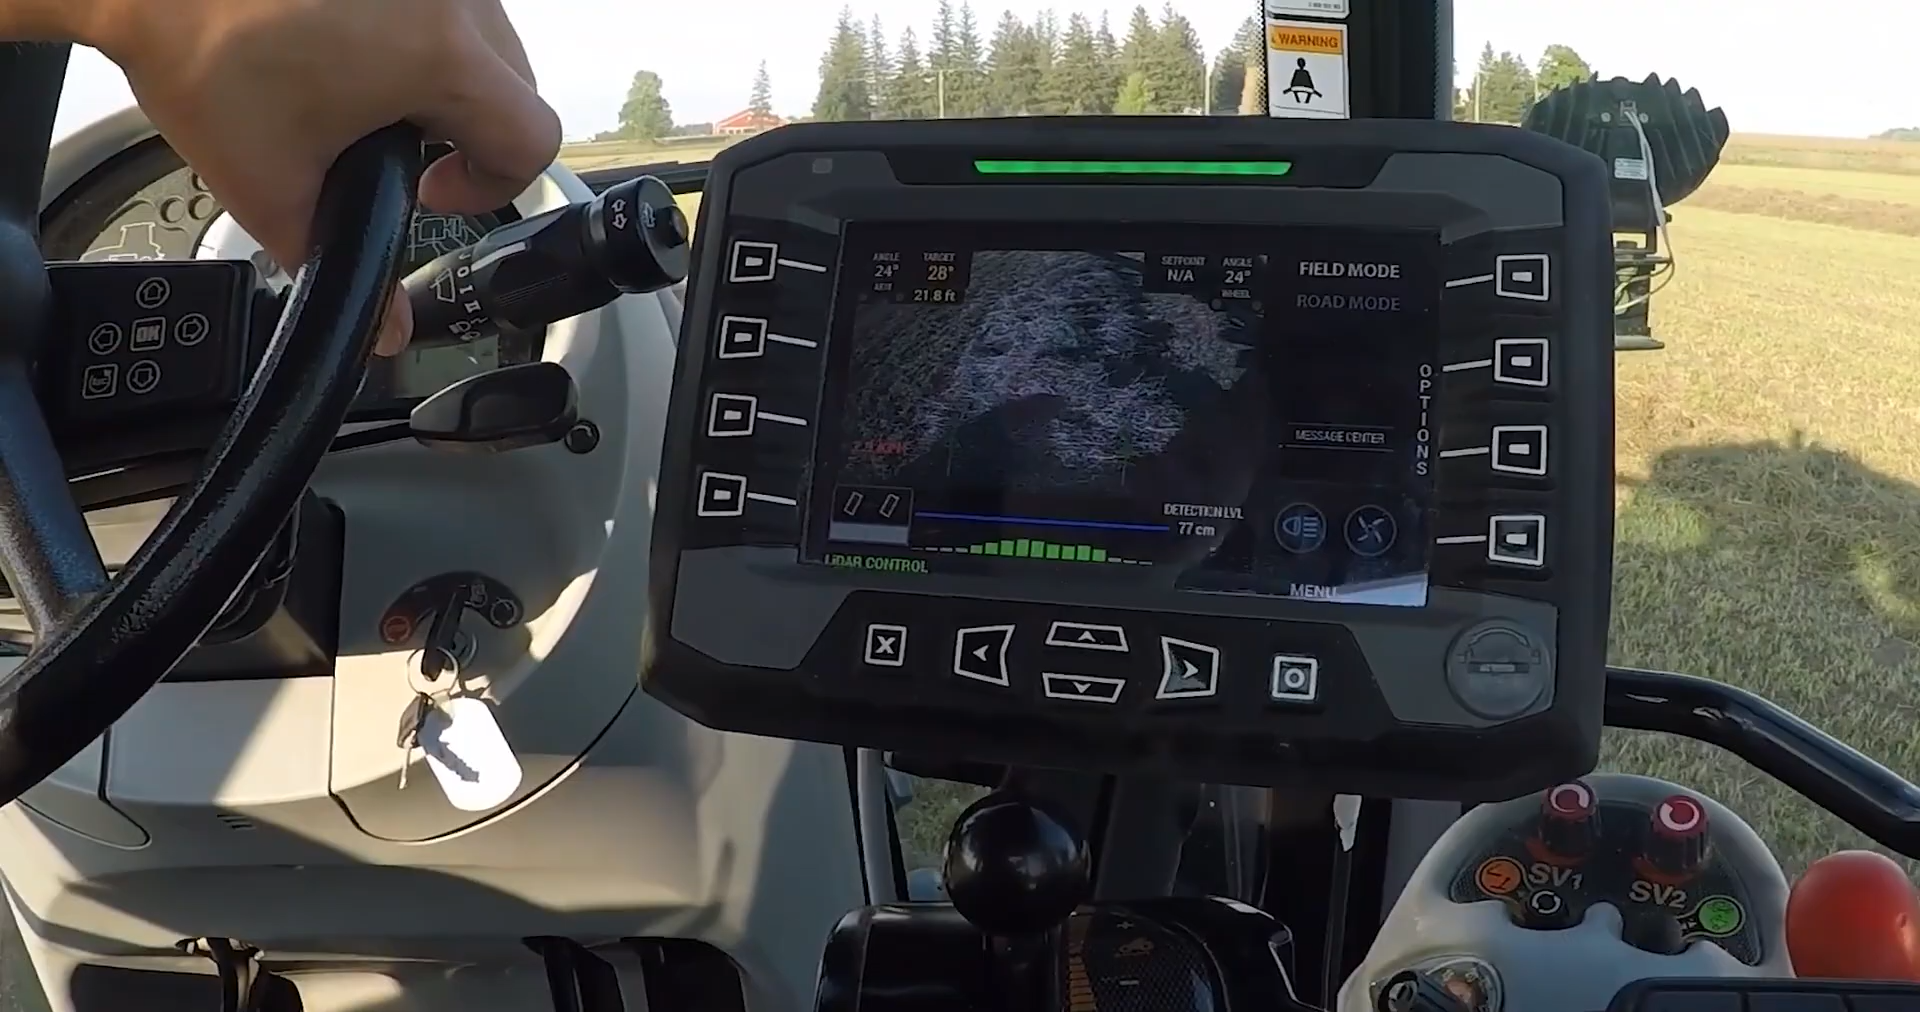 WARNING
ANGLE
24°
TARGET
28°
21.8 ft
SETPOINT
N/A
ANGLE
24°
WHEEL
FIELD MODE
ROAD MODE
OPTIONS
MESSAGE CENTER
DETECTION LVL
77 cm
LiDAR CONTROL
MENU
OK
X
SV1
SV2